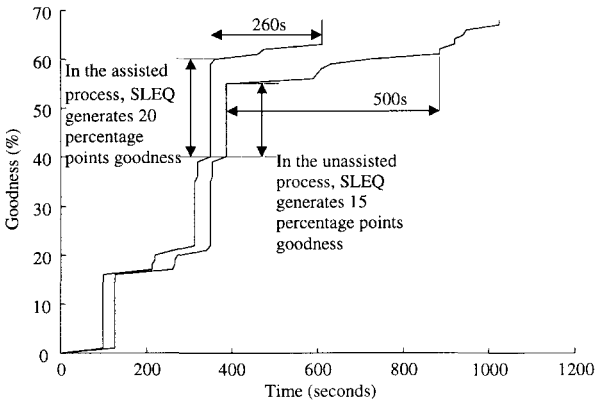 260s
70
60
50
40
30
20
10
0
Goodness (%)
In the assisted
process, SLEQ
generates 20
percentage
points goodness
500s
In the unassisted
process, SLEQ
generates 15
percentage points
goodness
0 200 400 600 800 1000 1200
Time (seconds)